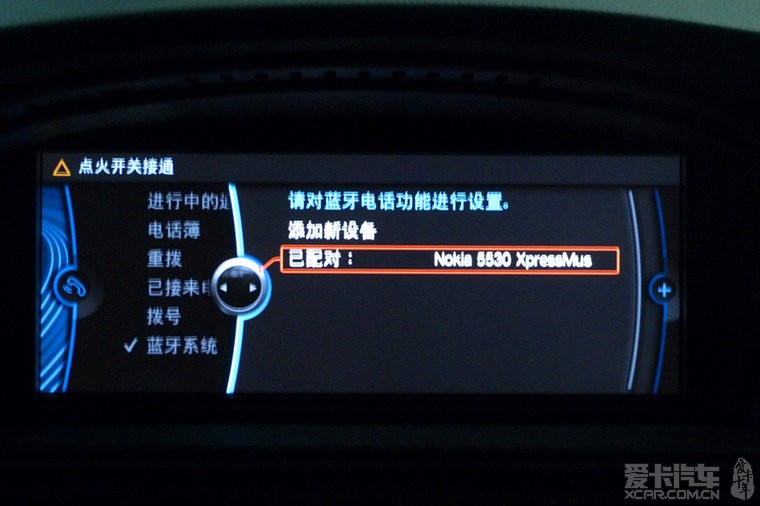 点火开关接通
进行中的
请对蓝牙电话功能进行设置。
电话簿
添加新设备
重拨
已配对： Nokia 5530 XpressMus
已接来
拨号
✓ 蓝牙系统
爱卡汽车
XCAR.COM.CN